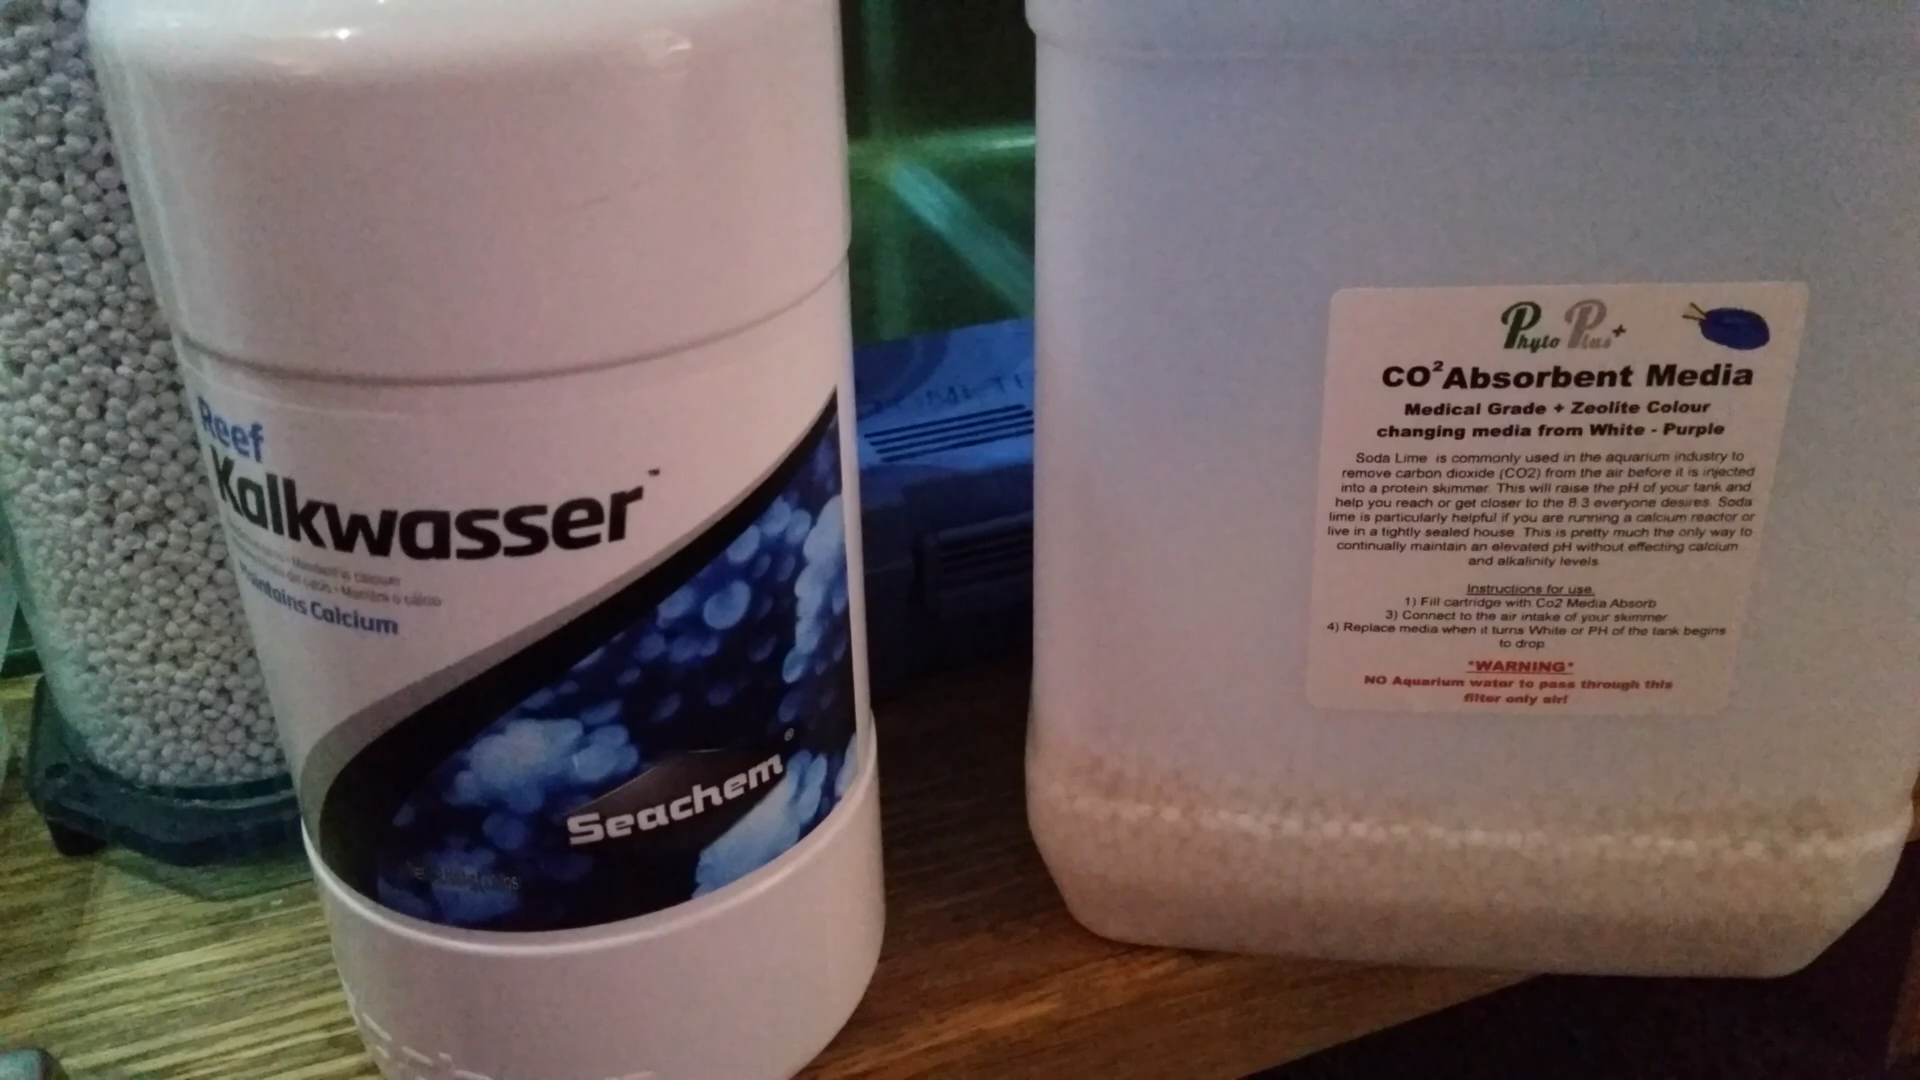 Reef
Kalkwasser™
Maintains Calcium
Seachem®
Phyto Plus+
CO²Absorbent Media
Medical Grade + Zeolite Colour
changing media from White - Purple
Soda Lime is commonly used in the aquarium industry to
remove carbon dioxide (CO2) from the air before it is injected
into a protein skimmer. This will raise the pH of your tank and
help you reach or get closer to the 8.3 everyone desires. Soda
lime is particularly helpful if you are running a calcium reactor or
live in a tightly sealed house. This is pretty much the only way to
continually maintain an elevated pH without effecting calcium
and alkalinity levels.
Instructions for use.
1) Fill cartridge with Co2 Media Absorb
3) Connect to the air intake of your skimmer
4) Replace media when it turns White or PH of the tank begins
to drop.
*WARNING*
NO Aquarium water to pass through this
filter only air!